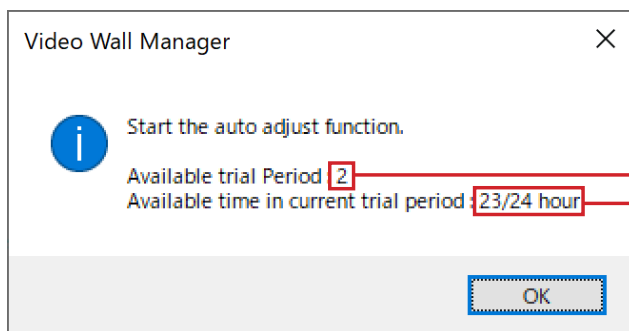 Video Wall Manager
Start the auto adjust function.
Available trial Period : 2
Available time in current trial period : 23/24 hour
OK